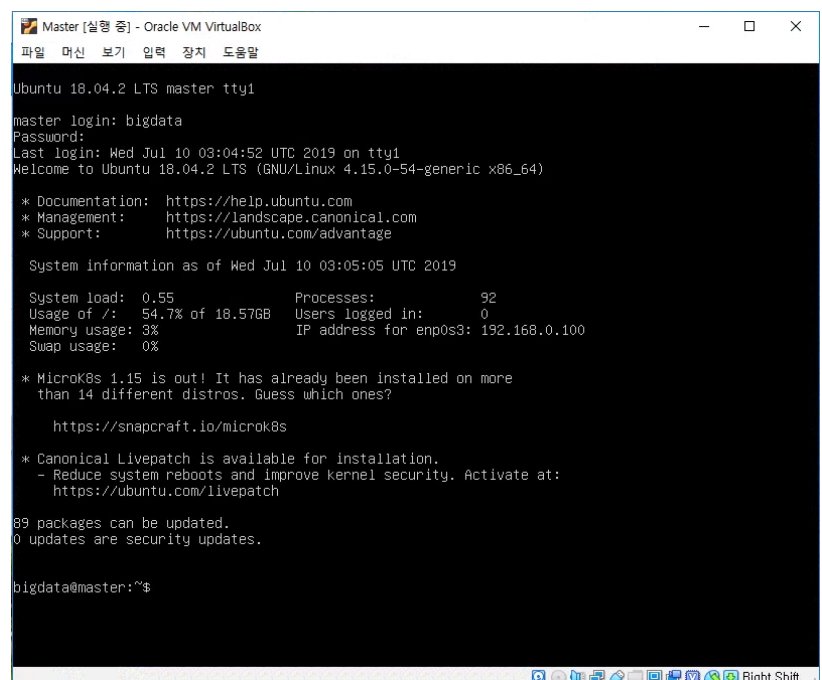 Master [실행 중] - Oracle VM VirtualBox
파일 머신 보기 입력 장치 도움말
Ubuntu 18.04.2 LTS master tty1
master login: bigdata
Password:
Last login: Wed Jul 10 03:04:52 UTC 2019 on tty1
Welcome to Ubuntu 18.04.2 LTS (GNU/Linux 4.15.0-54-generic x86_64)
* Documentation: https://help.ubuntu.com
* Management: https://landscape.canonical.com
* Support: https://ubuntu.com/advantage
System information as of Wed Jul 10 03:05:05 UTC 2019
System load: 0.55 Processes: 92
Usage of /: 54.7% of 18.57GB Users logged in: 0
Memory usage: 3% IP address for enp0s3: 192.168.0.100
Swap usage: 0%
* MicroK8s 1.15 is out! It has already been installed on more
than 14 different distros. Guess which ones?
https://snapcraft.io/microk8s
* Canonical Livepatch is available for installation.
- Reduce system reboots and improve kernel security. Activate at:
https://ubuntu.com/livepatch
89 packages can be updated.
0 updates are security updates.
bigdata@master:~$
Right Shift